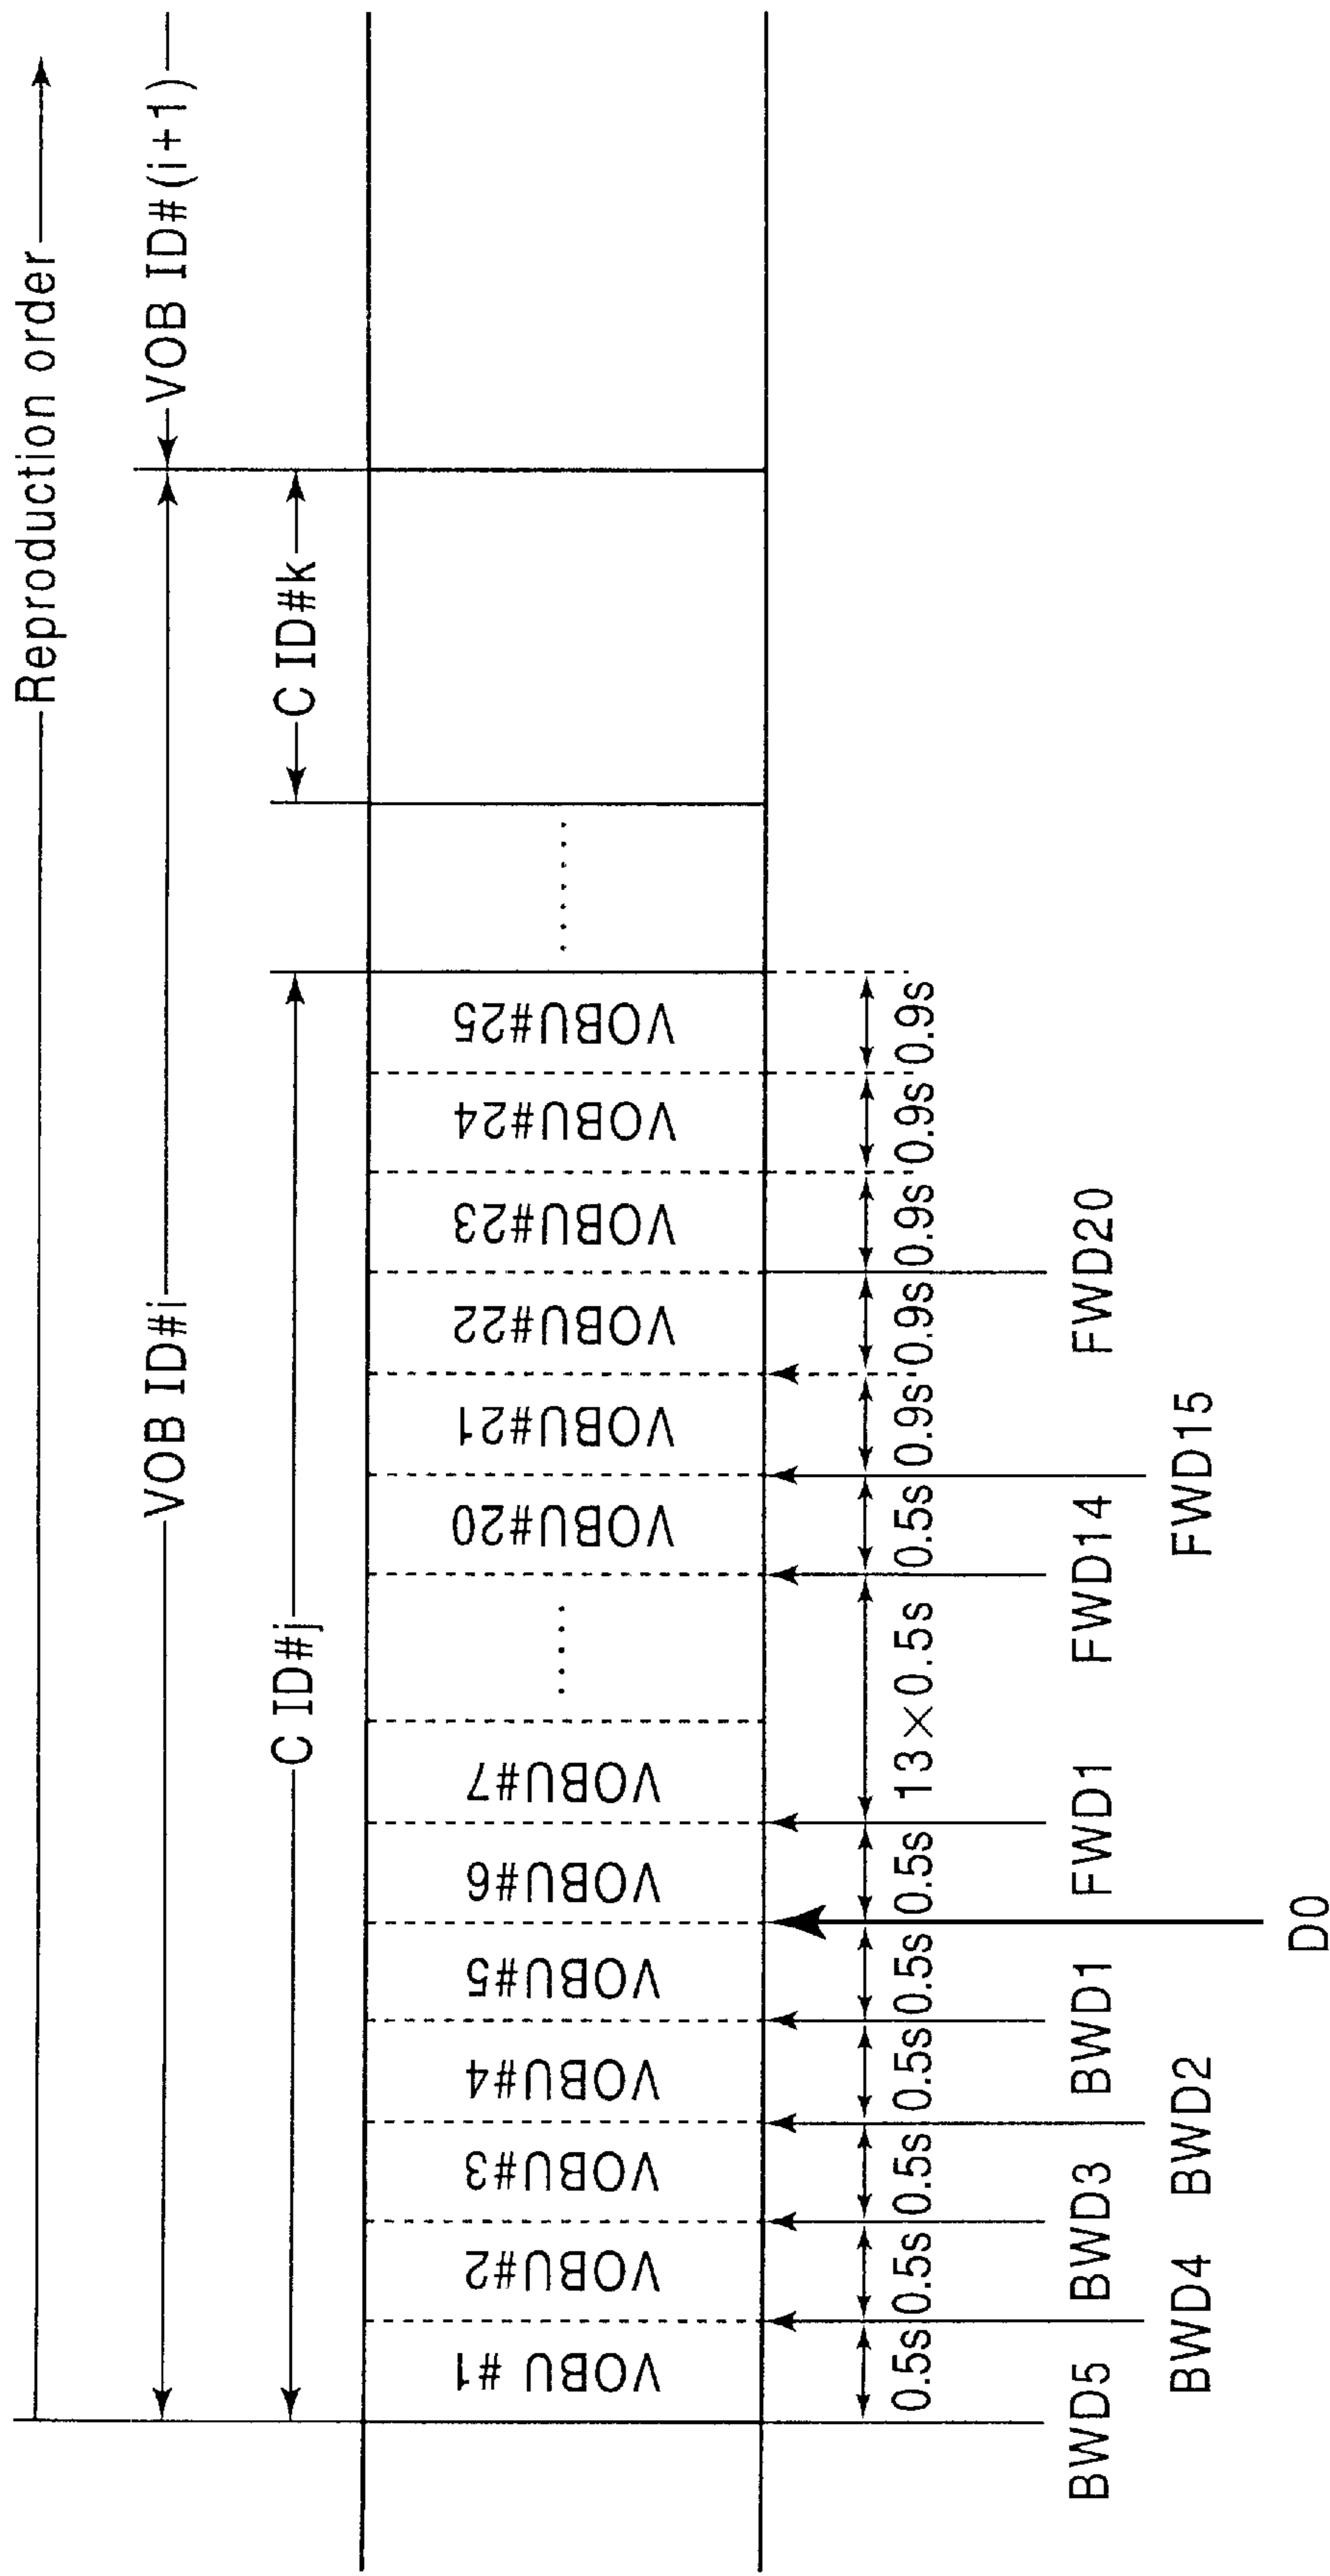 Reproduction order
VOB ID#i
VOB ID#(i+1)
C ID#j
C ID#k
VOBU #1
VOBU#2
VOBU#3
VOBU#4
VOBU#5
VOBU#6
VOBU#7
.....
VOBU#20
VOBU#21
VOBU#22
VOBU#23
VOBU#24
VOBU#25
.......
0.5s
0.5s
0.5s
0.5s
0.5s
0.5s
13×0.5s
0.5s
0.9s
0.9s
0.9s
0.9s
0.9s
BWD5
BWD3
BWD1
FWD1
FWD14
FWD20
BWD4
BWD2
FWD15
D0